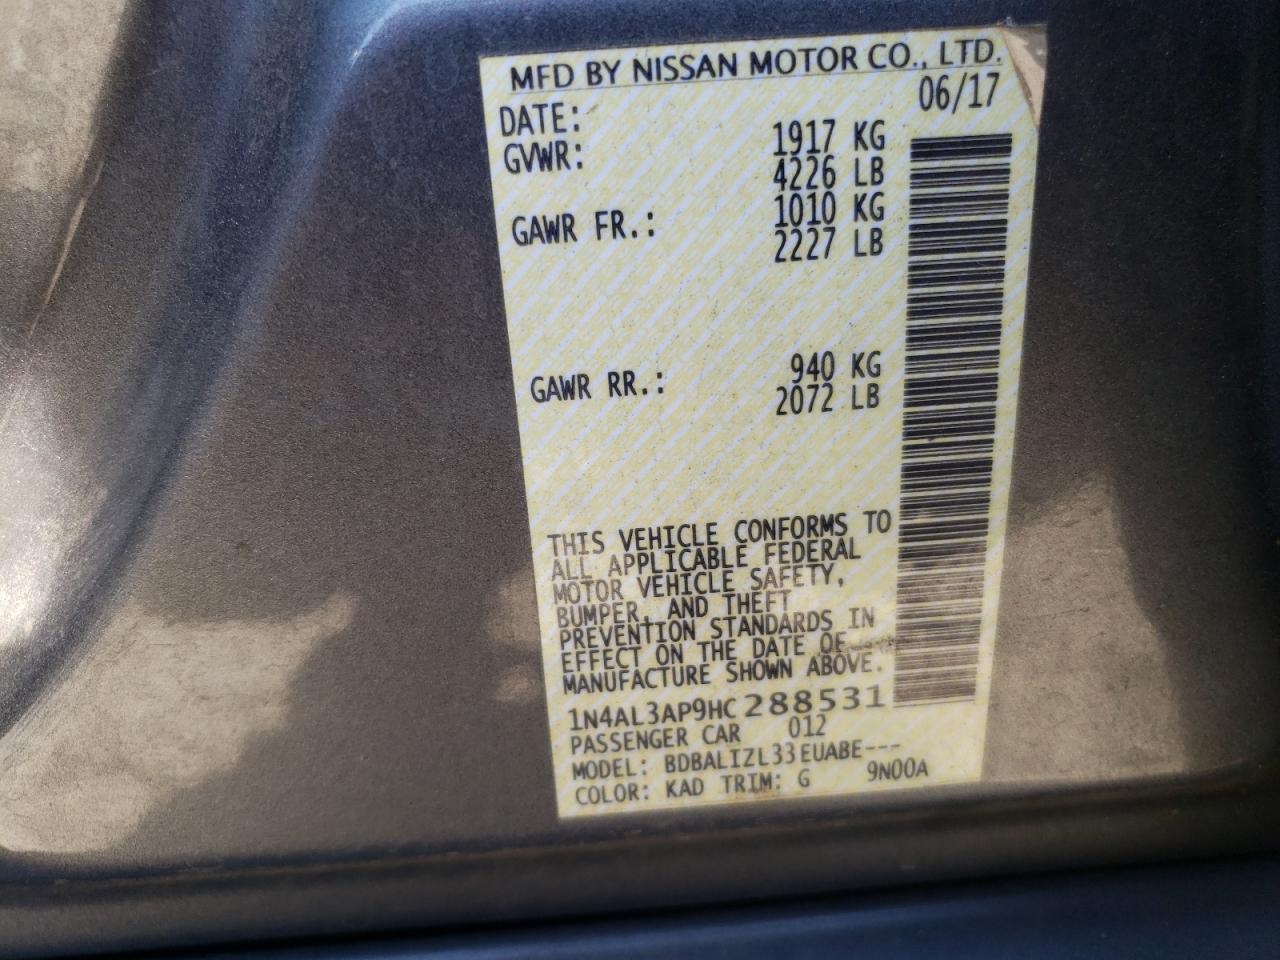 MFD BY NISSAN MOTOR CO., LTD.
DATE: 06/17
GVWR: 1917 KG
4226 LB
GAWR FR.: 1010 KG
2227 LB
GAWR RR.: 940 KG
2072 LB
THIS VEHICLE CONFORMS TO
ALL APPLICABLE FEDERAL
MOTOR VEHICLE SAFETY,
BUMPER, AND THEFT
PREVENTION STANDARDS IN
EFFECT ON THE DATE OF
MANUFACTURE SHOWN ABOVE.
1N4AL3AP9HC288531
PASSENGER CAR 012
MODEL: BDBALIZL33EUABE---
COLOR: KAD TRIM: G 9N00A